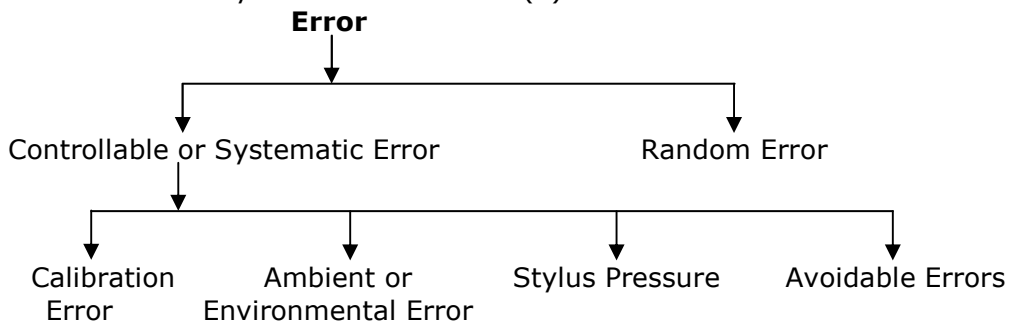 Error
Controllable or Systematic Error Random Error
Calibration Ambient or Stylus Pressure Avoidable Errors
Error Environmental Error